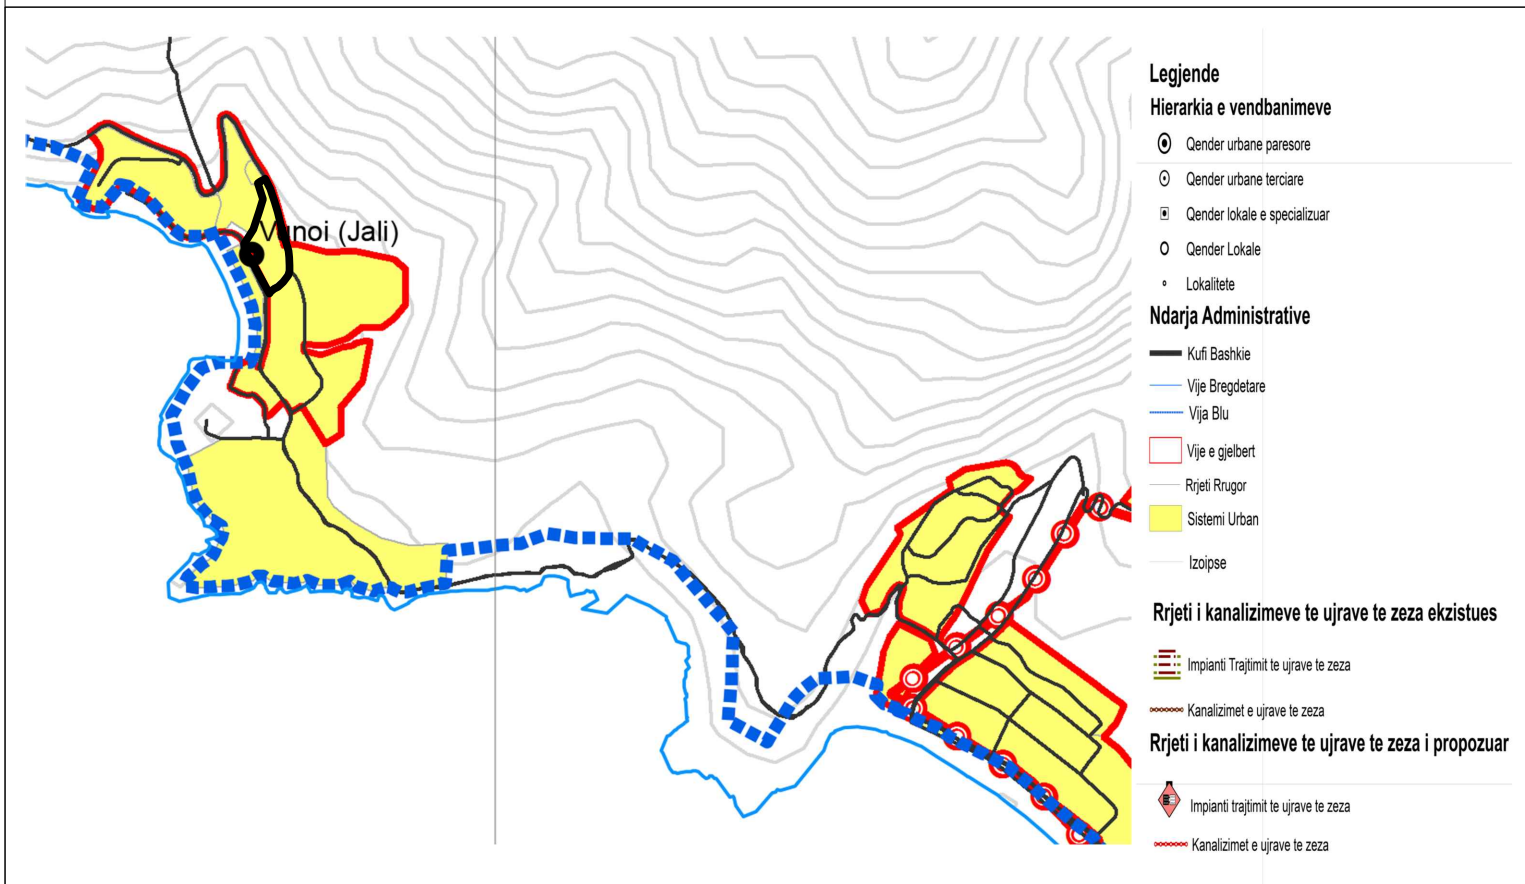 Vunoi (Jali)
Legjende
Hierarkia e vendbanimeve
Qender urbane paresore
Qender urbane terciare
Qender lokale e specializuar
Qender Lokale
Lokalitete
Ndarja Administrative
Kufi Bashkie
Vije Bregdetare
Vija Blu
Vije e gjelbert
Rrjeti Rrugor
Sistemi Urban
Izoipse
Rrjeti i kanalizimeve te ujrave te zeza ekzistues
Impianti Trajtimit te ujrave te zeza
Kanalizimet e ujrave te zeza
Rrjeti i kanalizimeve te ujrave te zeza i propozuar
Impianti trajtimit te ujrave te zeza
Kanalizimet e ujrave te zeza